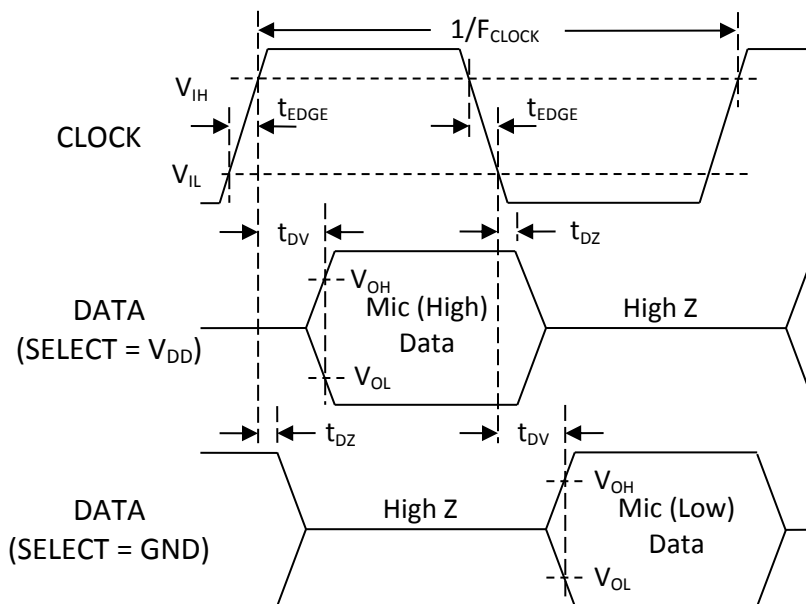 1/F_CLOCK
V_IH
t_EDGE
t_EDGE
CLOCK
V_IL
t_DV
t_DZ
V_OH
DATA
(SELECT = V_DD)
Mic (High)
Data
High Z
V_OL
t_DZ
t_DV
DATA
(SELECT = GND)
High Z
V_OH
Mic (Low)
Data
V_OL